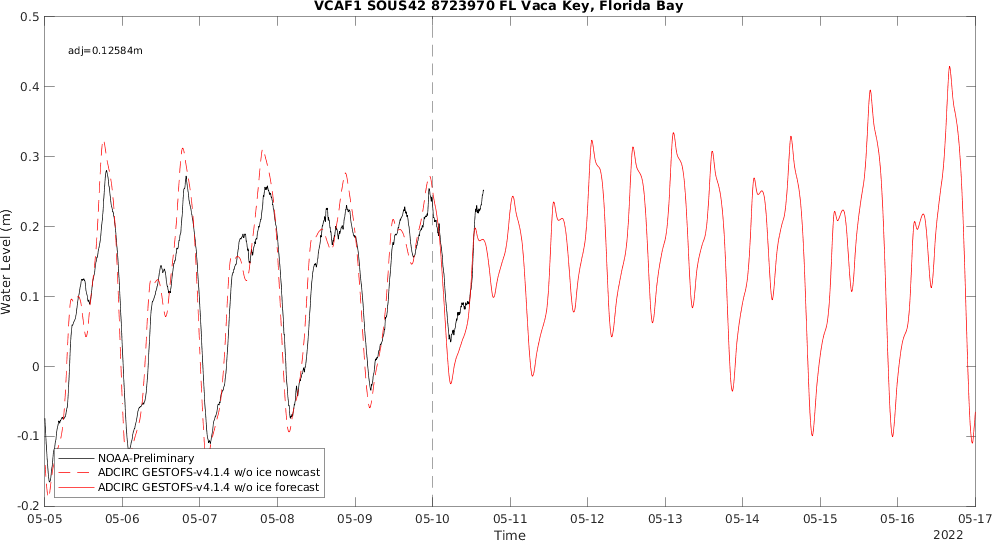 VCAF1 SOUS42 8723970 FL Vaca Key, Florida Bay
0.5
adj=0.12584m
0.4
0.3
0.2
Water Level (m)
0.1
0
-0.1
NOAA-Preliminary
ADCIRC GESTOFS-v4.1.4 w/o ice nowcast
ADCIRC GESTOFS-v4.1.4 w/o ice forecast
-0.2
05-05 05-06 05-07 05-08 05-09 05-10 05-11 05-12 05-13 05-14 05-15 05-16 05-17
Time
2022